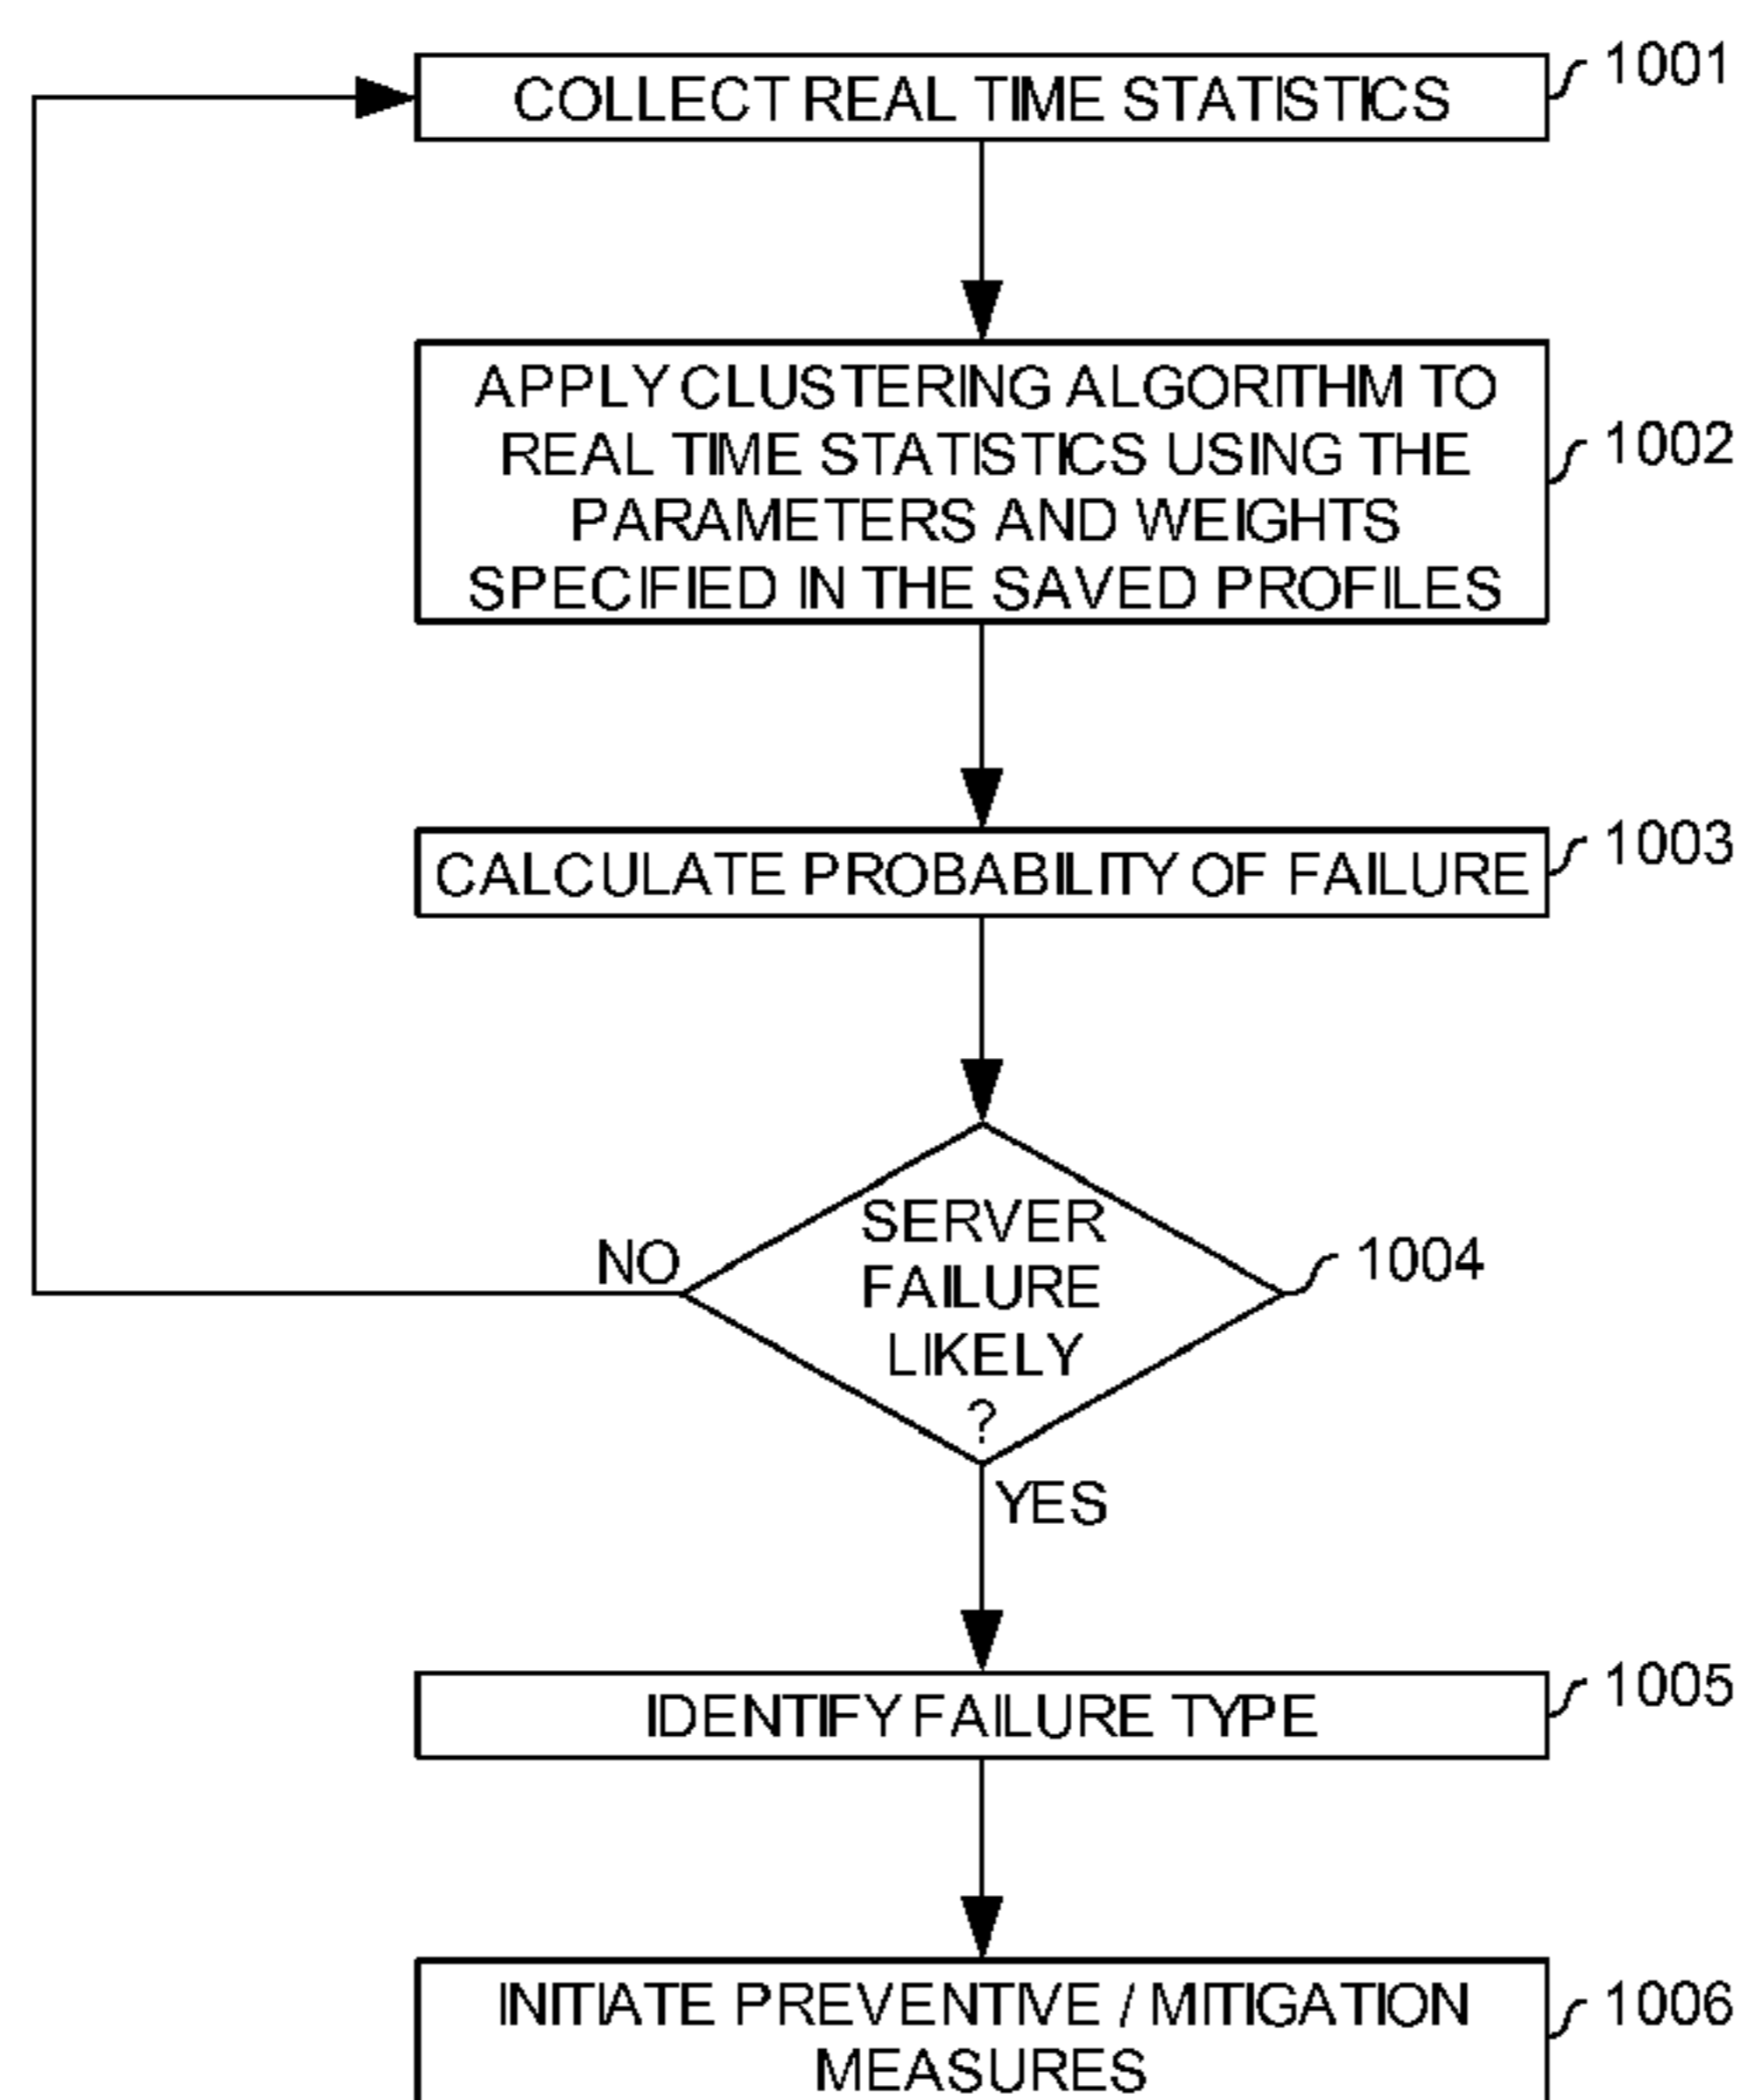 COLLECT REAL TIME STATISTICS
1001
APPLY CLUSTERING ALGORITHM TO
REAL TIME STATISTICS USING THE
PARAMETERS AND WEIGHTS
SPECIFIED IN THE SAVED PROFILES
1002
CALCULATE PROBABILITY OF FAILURE
1003
SERVER
FAILURE
LIKELY
?
1004
NO
YES
IDENTIFY FAILURE TYPE
1005
INITIATE PREVENTIVE / MITIGATION
MEASURES
1006